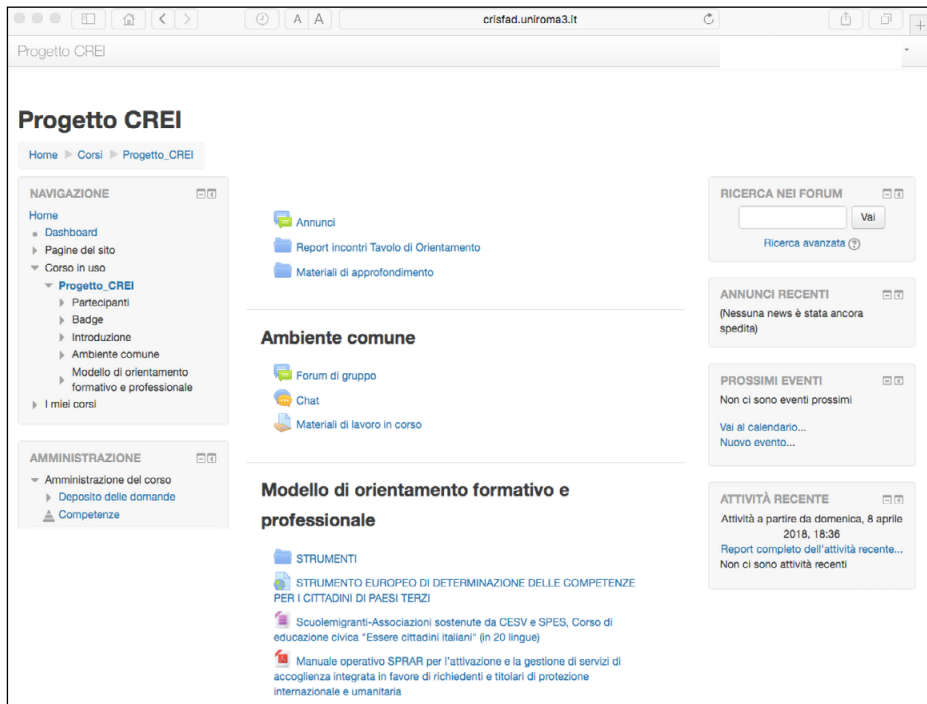 A A
crisfad.uniroma3.it
Progetto CREI
Progetto CREI
Home Corsi Progetto_CREI
NAVIGAZIONE
Home
Dashboard
Pagine del sito
Corso in uso
Progetto_CREI
Partecipanti
Badge
Introduzione
Ambiente comune
Modello di orientamento
formativo e professionale
I miei corsi
AMMINISTRAZIONE
Amministrazione del corso
Deposito delle domande
Competenze
Annunci
Report incontri Tavolo di Orientamento
Materiali di approfondimento
Ambiente comune
Forum di gruppo
Chat
Materiali di lavoro in corso
Modello di orientamento formativo e
professionale
STRUMENTI
STRUMENTO EUROPEO DI DETERMINAZIONE DELLE COMPETENZE
PER I CITTADINI DI PAESI TERZI
Scuolemigranti-Associazioni sostenute da CESV e SPES, Corso di
educazione civica "Essere cittadini italiani" (in 20 lingue)
Manuale operativo SPRAR per l'attivazione e la gestione di servizi di
accoglienza integrata in favore di richiedenti e titolari di protezione
internazionale e umanitaria
RICERCA NEI FORUM
Vai
Ricerca avanzata ?
ANNUNCI RECENTI
(Nessuna news è stata ancora
spedita)
PROSSIMI EVENTI
Non ci sono eventi prossimi
Vai al calendario...
Nuovo evento...
ATTIVITÀ RECENTE
Attività a partire da domenica, 8 aprile
2018, 18:36
Report completo dell'attività recente...
Non ci sono attività recenti